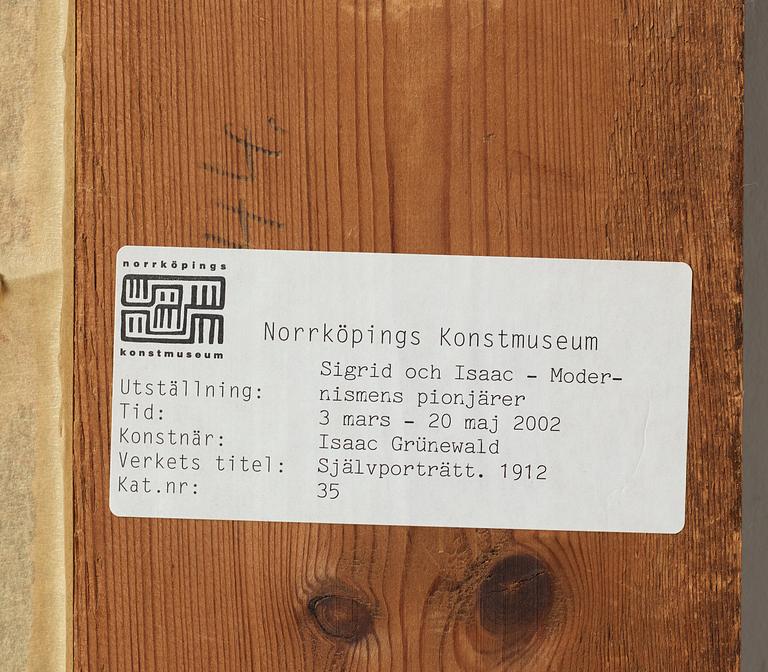 44.
norrköpings
konstmuseum
Norrköpings Konstmuseum
Utställning: Sigrid och Isaac - Moder-
nismens pionjärer
Tid: 3 mars - 20 maj 2002
Konstnär: Isaac Grünewald
Verkets titel: Självporträtt. 1912
Kat.nr: 35